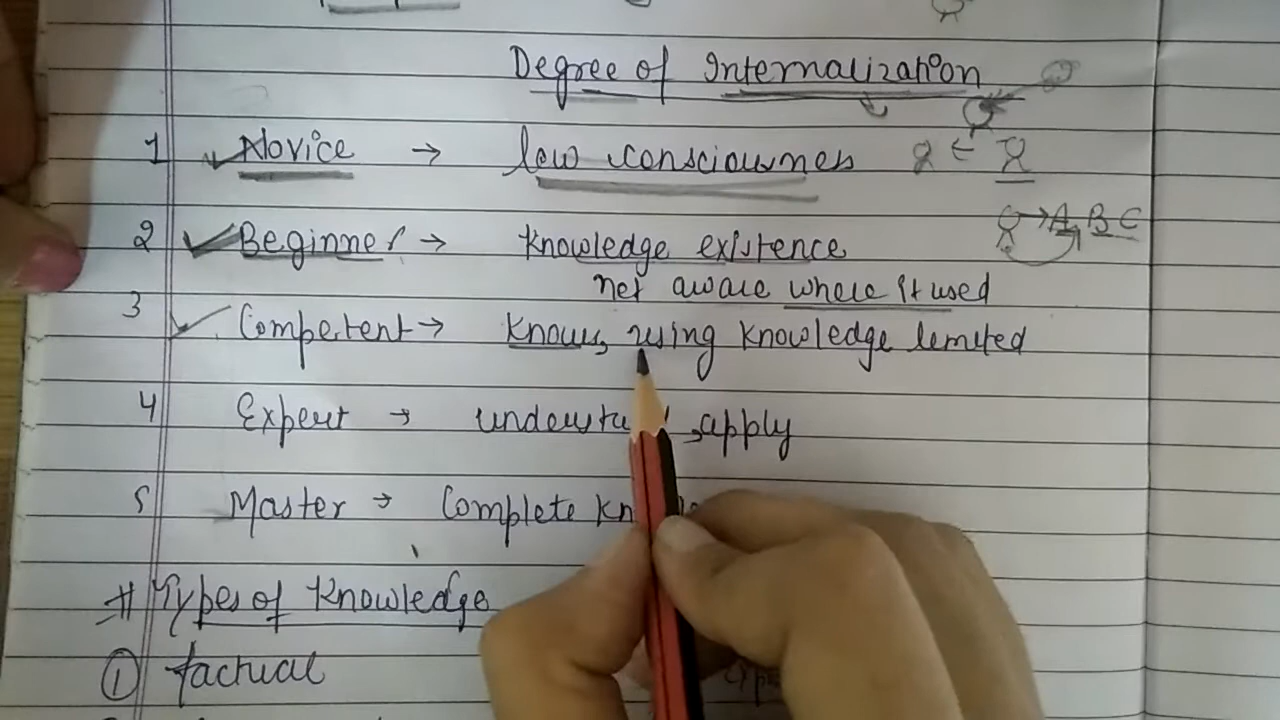 Degree of Internalization
1 Novice → low consciousness
A B C
2 Beginner → knowledge existence
not aware where it used
3 Competent → knows, using knowledge limited
4 Expert → , apply
5 Master → Complete
# Types of Knowledge
① factual